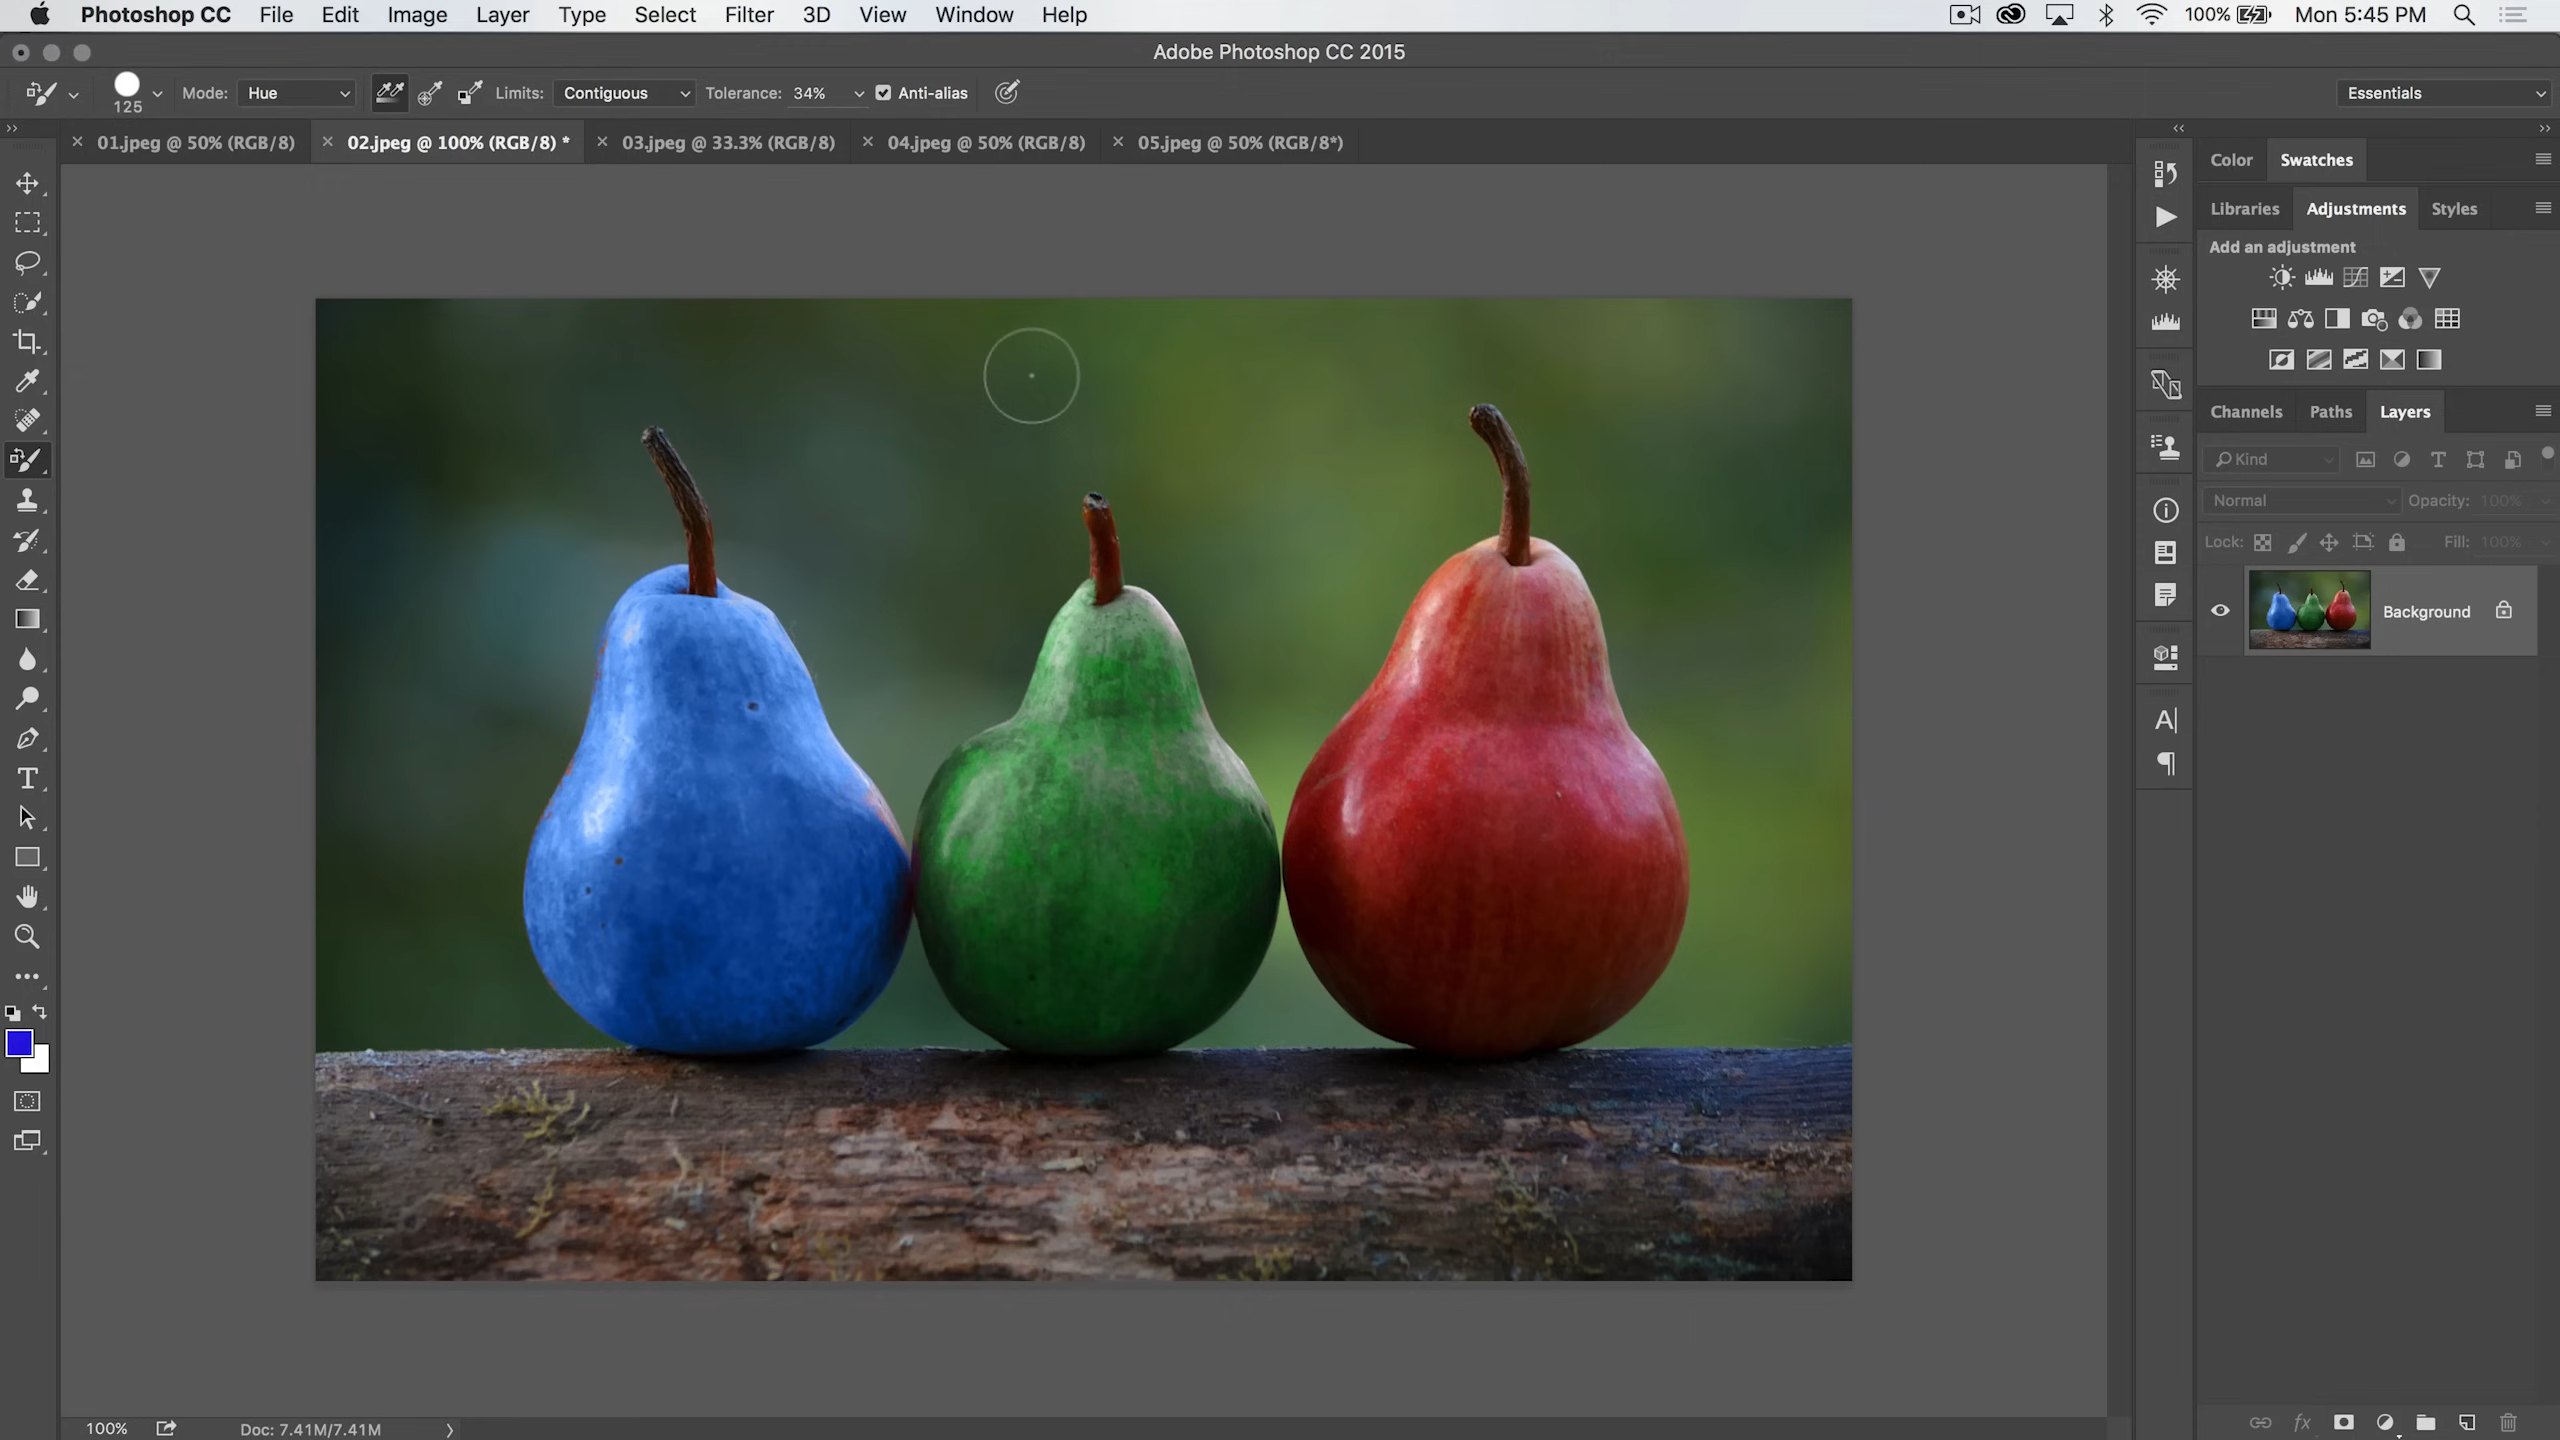 Photoshop CC File Edit Image Layer Type Select Filter 3D View Window Help 100% Mon 5:45 PM
Adobe Photoshop CC 2015
125 Mode: Hue Limits: Contiguous Tolerance: 34% Anti-alias Essentials
01.jpeg @ 50% (RGB/8) 02.jpeg @ 100% (RGB/8) * 03.jpeg @ 33.3% (RGB/8) 04.jpeg @ 50% (RGB/8) 05.jpeg @ 50% (RGB/8*)
Color Swatches
Libraries Adjustments Styles
Add an adjustment
Channels Paths Layers
Kind
Normal Opacity: 100%
Lock: Fill: 100%
Background
100% Doc: 7.41M/7.41M
fx